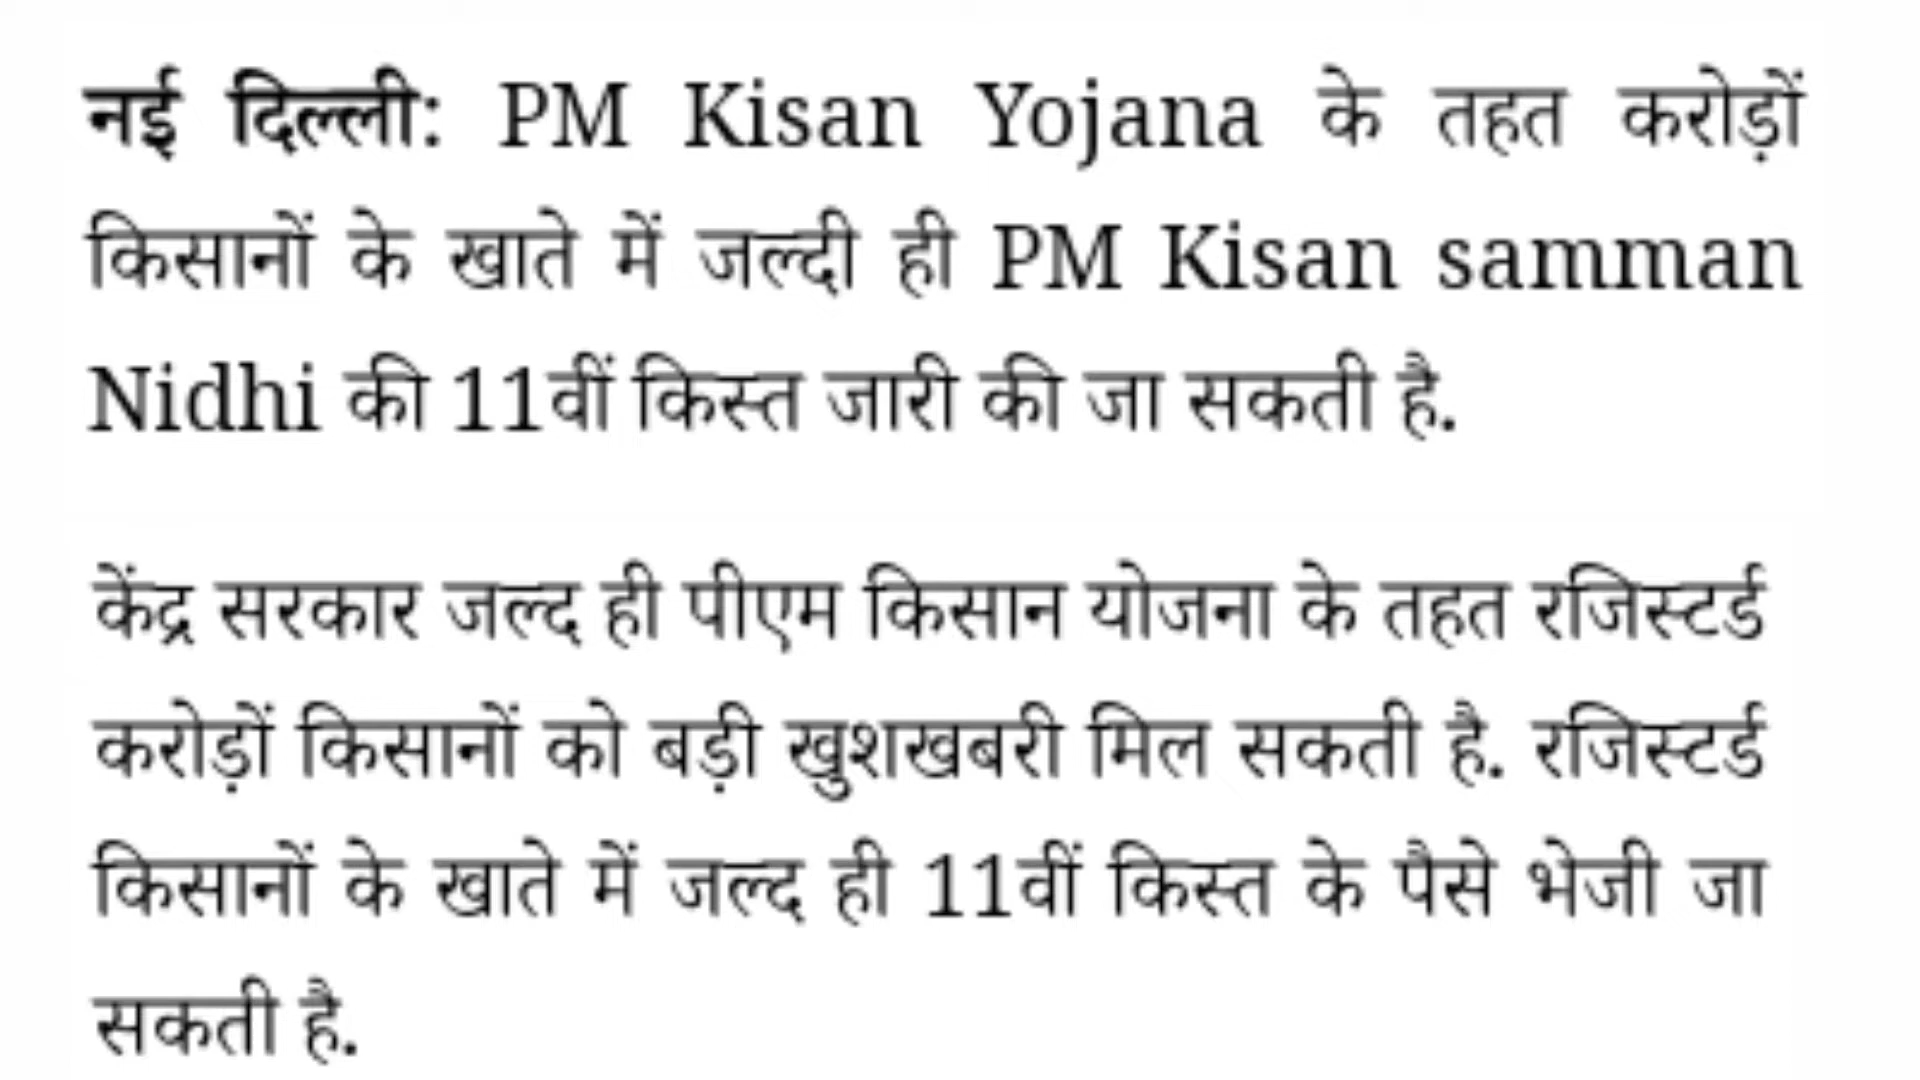 नई दिल्ली: PM Kisan Yojana के तहत करोड़ों
किसानों के खाते में जल्दी ही PM Kisan samman
Nidhi की 11वीं किस्त जारी की जा सकती है.
केंद्र सरकार जल्द ही पीएम किसान योजना के तहत रजिस्टर्ड
करोड़ों किसानों को बड़ी खुशखबरी मिल सकती है. रजिस्टर्ड
किसानों के खाते में जल्द ही 11वीं किस्त के पैसे भेजी जा
सकती है.